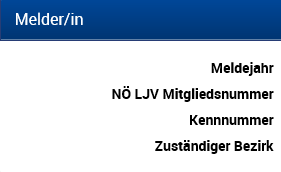 Melder/in
Meldejahr
NÖ LJV Mitgliedsnummer
Kennnummer
Zuständiger Bezirk